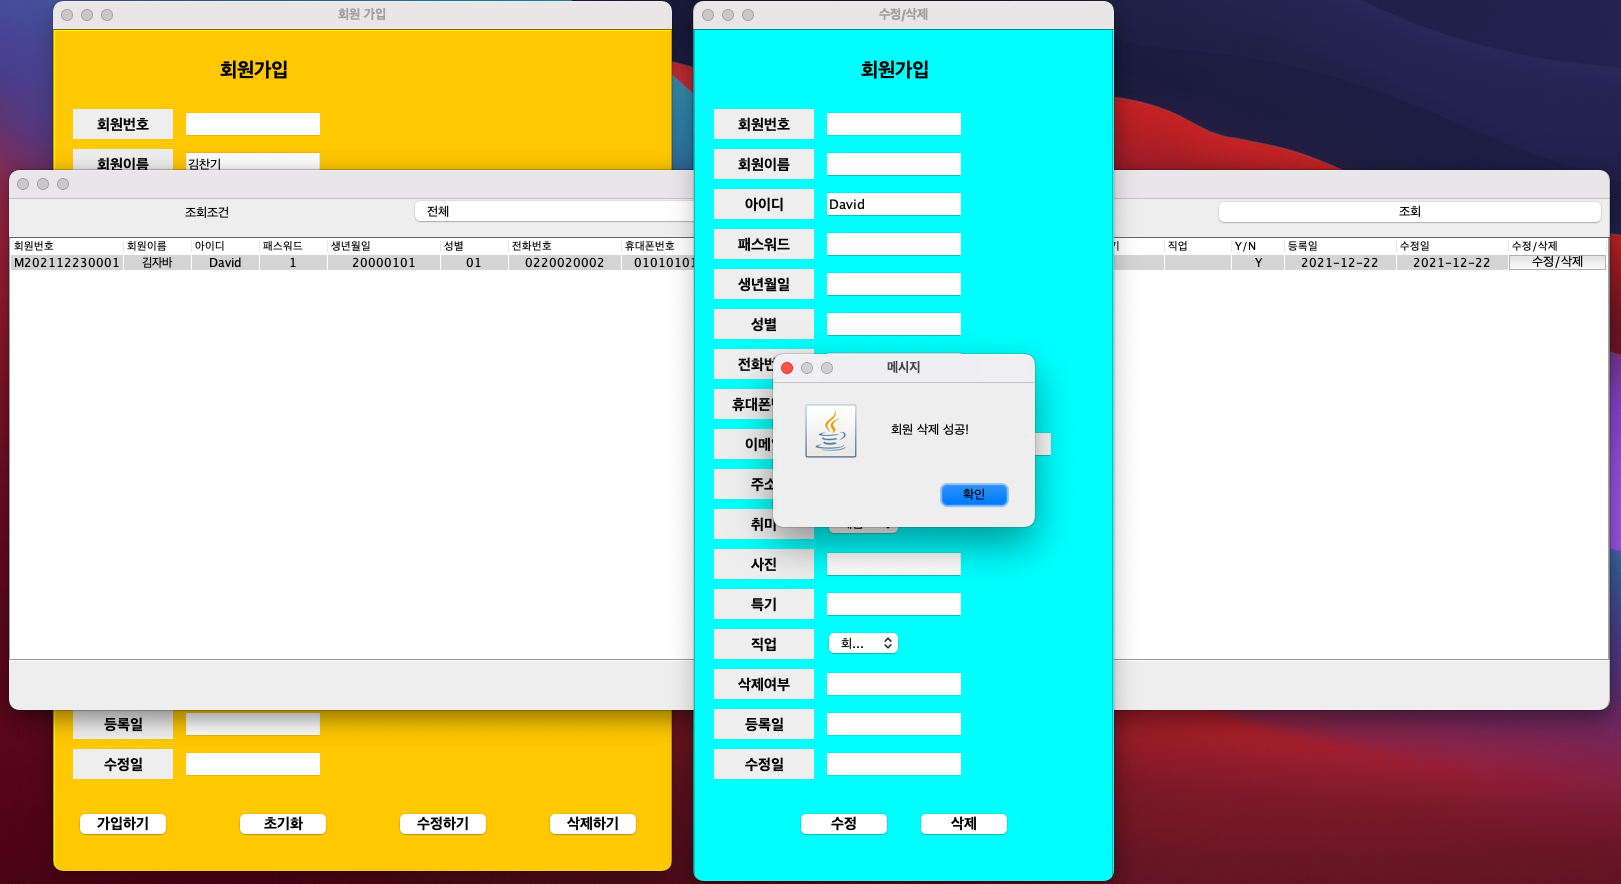 회원 가입
회원가입
회원번호
회원이름 김찬기
등록일
수정일
가입하기 초기화 수정하기 삭제하기
조회조건 전체 조회
회원번호 회원이름 아이디 패스워드 생년월일 성별 전화번호 휴대폰번호 직업 Y/N 등록일 수정일 수정/삭제
M202112230001 김자바 David 1 20000101 01 0220020002 01010101 Y 2021-12-22 2021-12-22 수정/삭제
수정/삭제
회원가입
회원번호
회원이름
아이디 David
패스워드
생년월일
성별
전화번
휴대폰
이메
주소
취미
사진
특기
직업 회...
삭제여부
등록일
수정일
수정 삭제
메시지
회원 삭제 성공!
확인